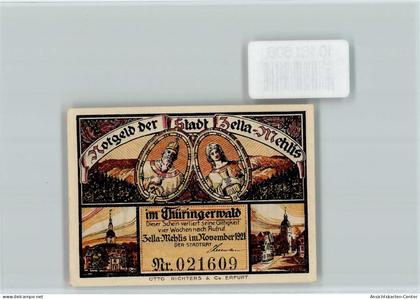 Notgeld der Stadt Zella-Mehlis
im Thüringerwald
Dieser Schein verliert seine Gültigkeit
vier Wochen nach Aufruf
Zella-Mehlis im November 1921
DER STADTRAT
Nr. 021609
OTTO RICHTERS & Co. ERFURT
Ansichtskarten-Center